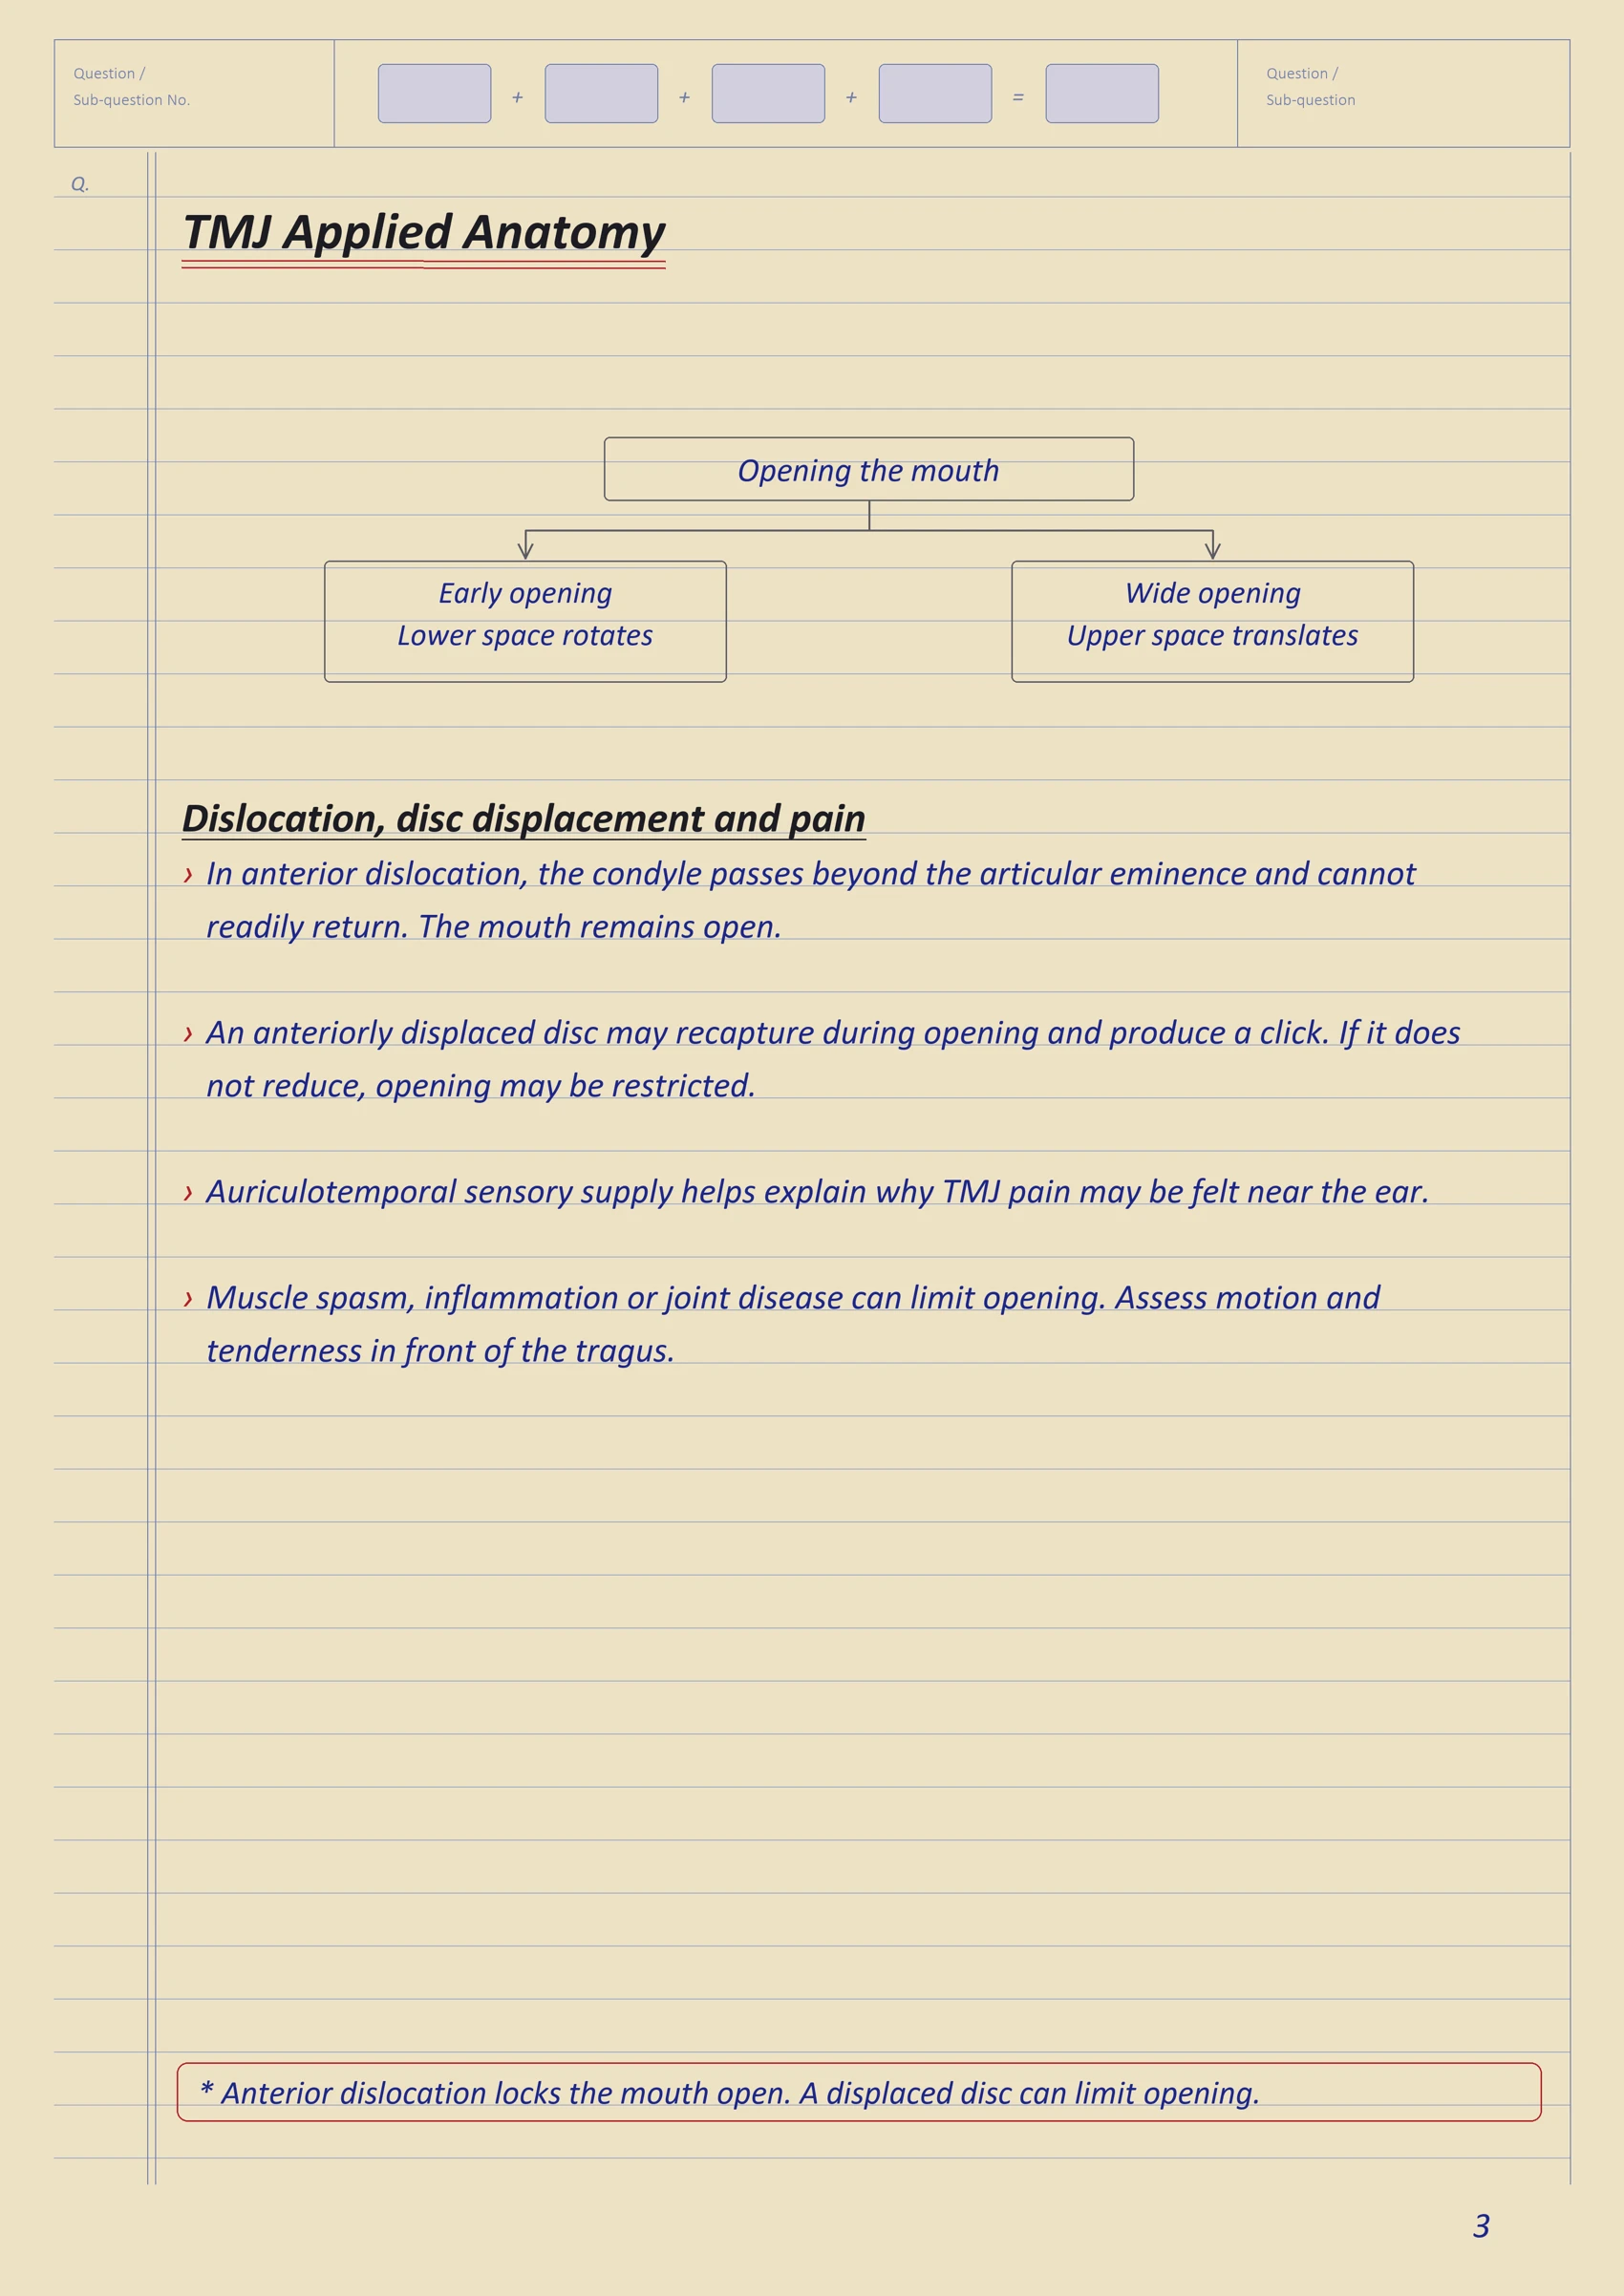 Question /
Sub-question No.
+ + + =
Question /
Sub-question
Q.
TMJ Applied Anatomy
Opening the mouth
Early opening
Lower space rotates
Wide opening
Upper space translates
Dislocation, disc displacement and pain
› In anterior dislocation, the condyle passes beyond the articular eminence and cannot
readily return. The mouth remains open.
› An anteriorly displaced disc may recapture during opening and produce a click. If it does
not reduce, opening may be restricted.
› Auriculotemporal sensory supply helps explain why TMJ pain may be felt near the ear.
› Muscle spasm, inflammation or joint disease can limit opening. Assess motion and
tenderness in front of the tragus.
* Anterior dislocation locks the mouth open. A displaced disc can limit opening.
3